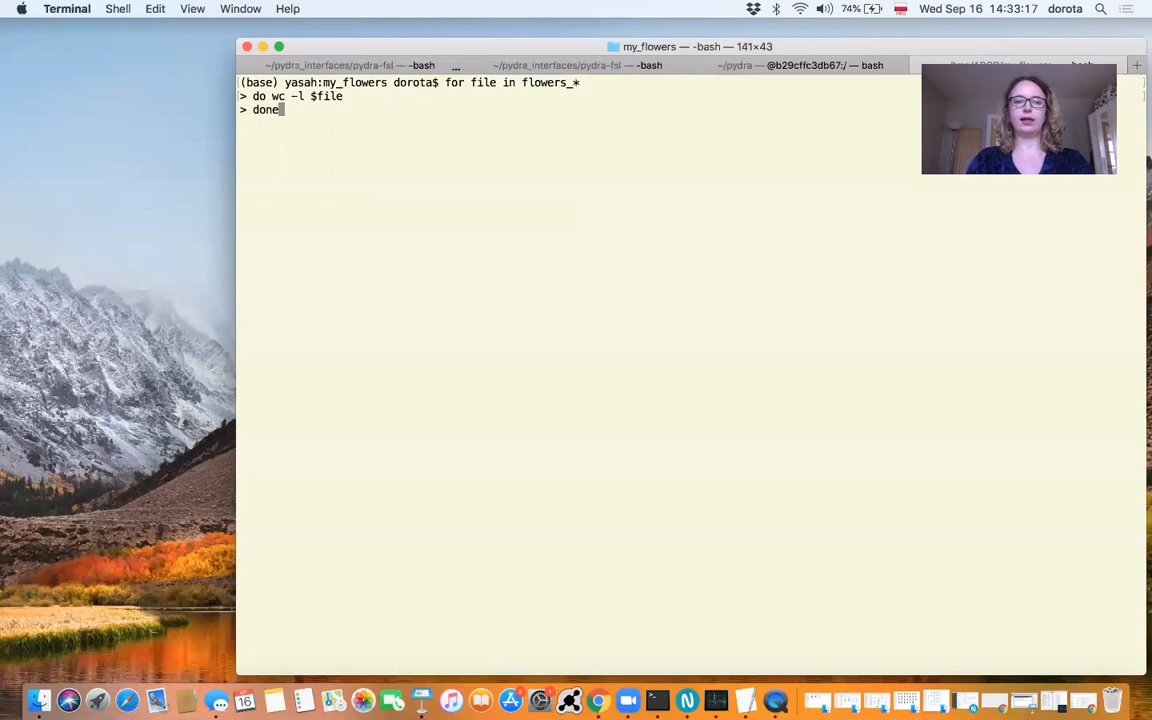 Terminal Shell Edit View Window Help 74% Wed Sep 16 14:33:17 dorota
my_flowers — -bash — 141×43
~/pydra_interfaces/pydra-fsl — -bash ... ~/pydra_interfaces/pydra-fsl — -bash ~/pydra — @b29cffc3db67:/ — bash
(base) yasah:my_flowers dorota$ for file in flowers_*
> do wc -l $file
> done